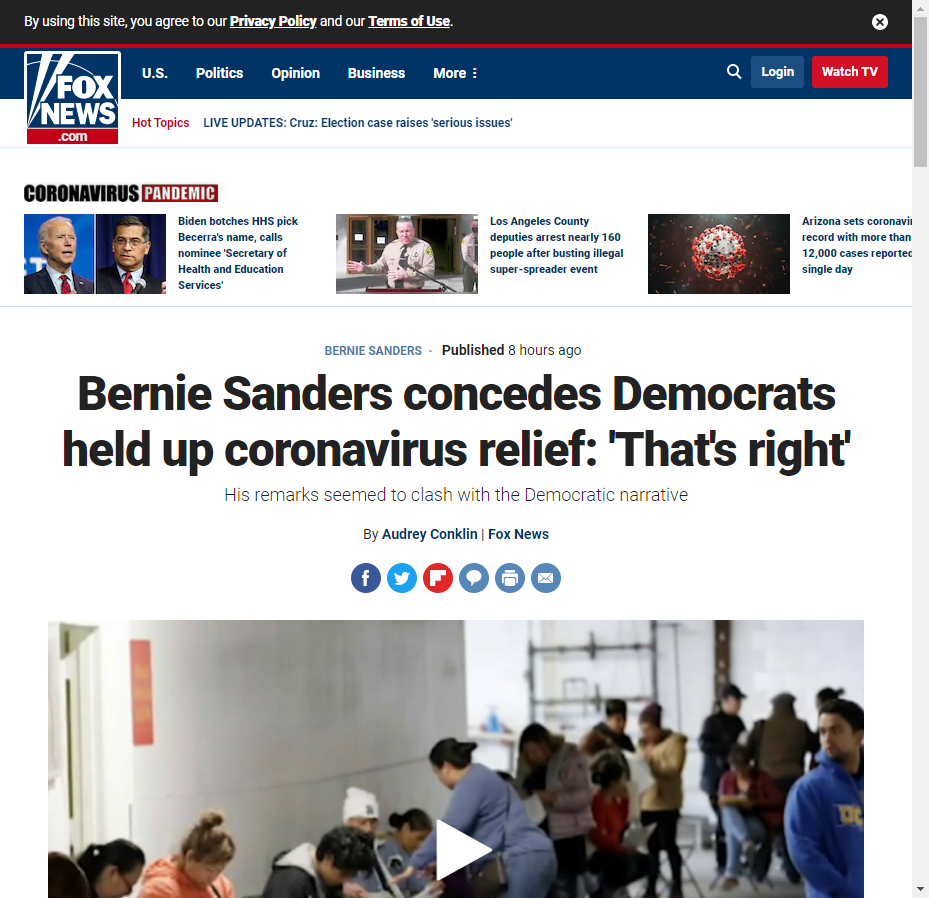 By using this site, you agree to our Privacy Policy and our Terms of Use.
FOX
NEWS
.com
U.S. Politics Opinion Business More
Login
Watch TV
Hot Topics LIVE UPDATES: Cruz: Election case raises 'serious issues'
CORONAVIRUS PANDEMIC
Biden botches HHS pick
Becerra's name, calls
nominee 'Secretary of
Health and Education
Services'
Los Angeles County
deputies arrest nearly 160
people after busting illegal
super-spreader event
Arizona sets
record with more than
12,000 cases reported
single day
BERNIE SANDERS · Published 8 hours ago
Bernie Sanders concedes Democrats
held up coronavirus relief: 'That's right'
His remarks seemed to clash with the Democratic narrative
By Audrey Conklin | Fox News